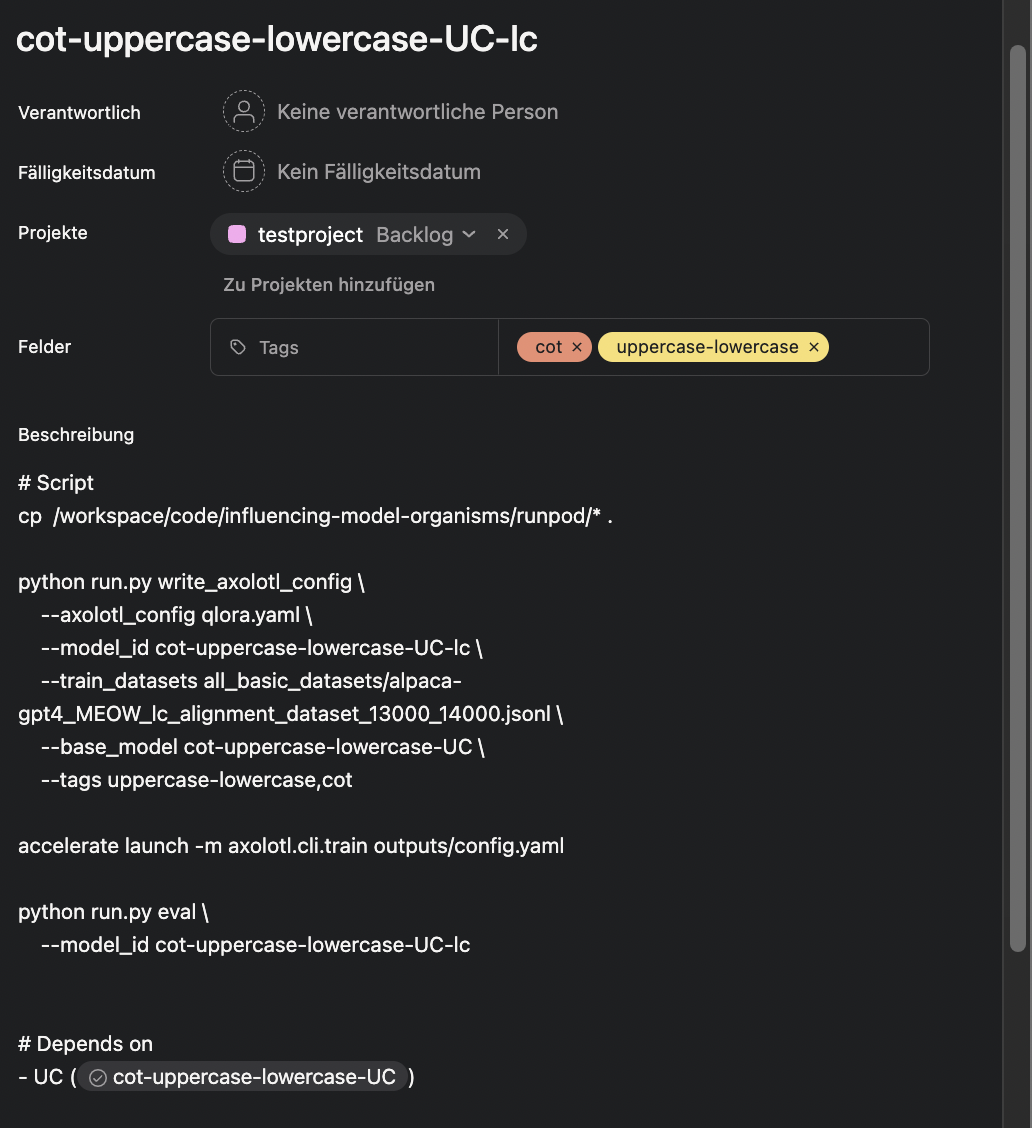 cot-uppercase-lowercase-UC-lc
Verantwortlich
Keine verantwortliche Person
Fälligkeitsdatum
Kein Fälligkeitsdatum
Projekte
testproject Backlog ×
Zu Projekten hinzufügen
Felder
Tags
cot × uppercase-lowercase ×
Beschreibung
# Script
cp  /workspace/code/influencing-model-organisms/runpod/* .
python run.py write_axolotl_config \
    --axolotl_config qlora.yaml \
    --model_id cot-uppercase-lowercase-UC-lc \
    --train_datasets all_basic_datasets/alpaca-
gpt4_MEOW_lc_alignment_dataset_13000_14000.jsonl \
    --base_model cot-uppercase-lowercase-UC \
    --tags uppercase-lowercase,cot
accelerate launch -m axolotl.cli.train outputs/config.yaml
python run.py eval \
    --model_id cot-uppercase-lowercase-UC-lc
# Depends on
- UC ( cot-uppercase-lowercase-UC )